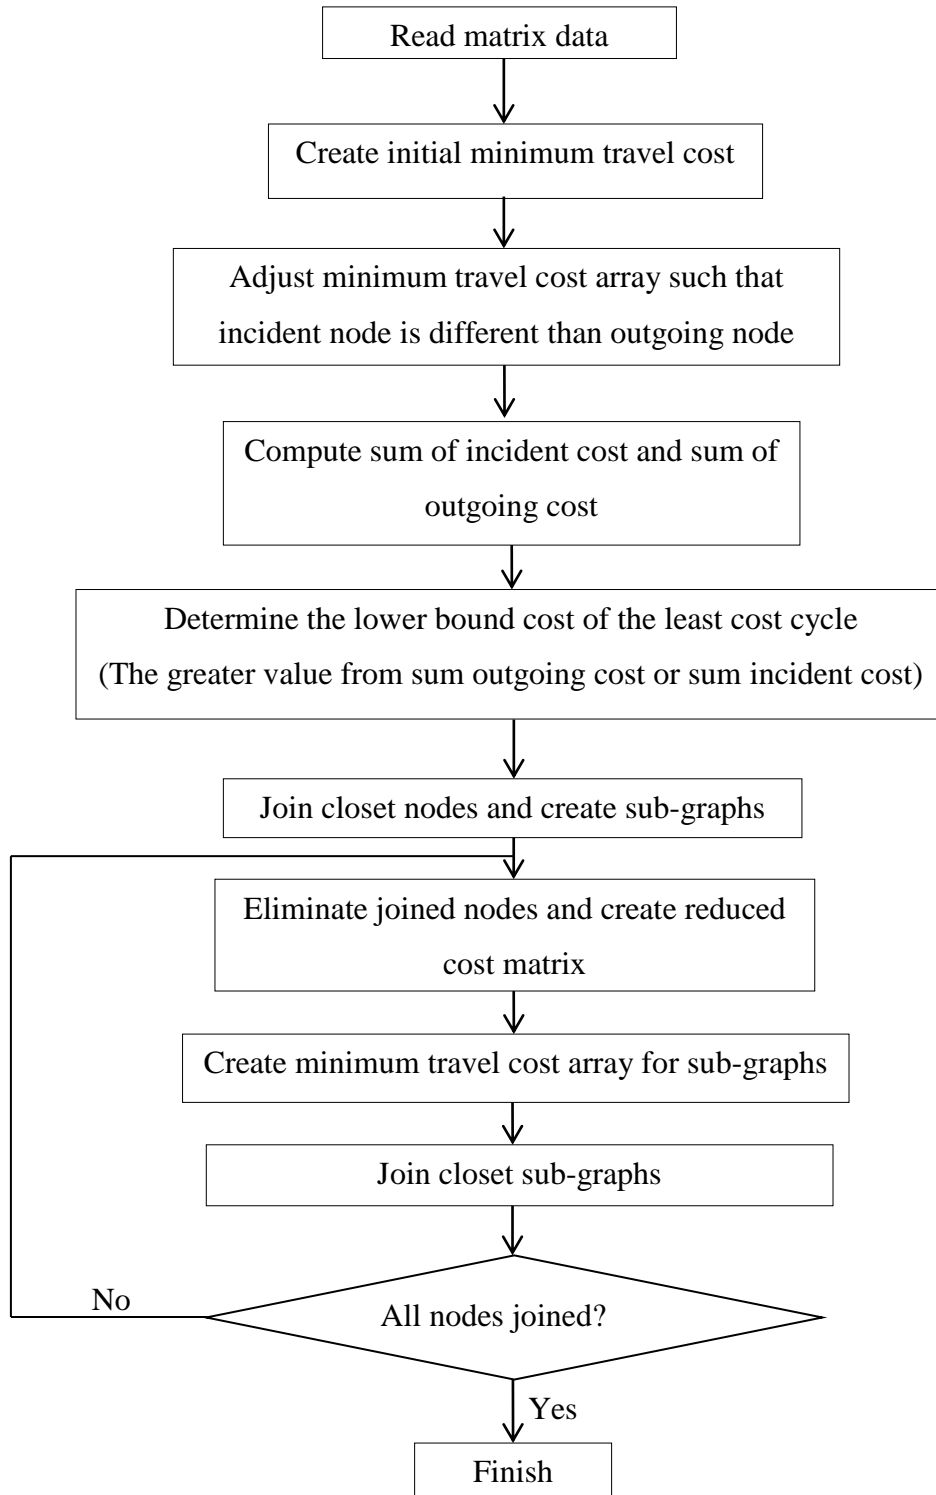 Read matrix data
Create initial minimum travel cost
Adjust minimum travel cost array such that
incident node is different than outgoing node
Compute sum of incident cost and sum of
outgoing cost
Determine the lower bound cost of the least cost cycle
(The greater value from sum outgoing cost or sum incident cost)
Join closet nodes and create sub-graphs
Eliminate joined nodes and create reduced
cost matrix
Create minimum travel cost array for sub-graphs
Join closet sub-graphs
No
All nodes joined?
Yes
Finish